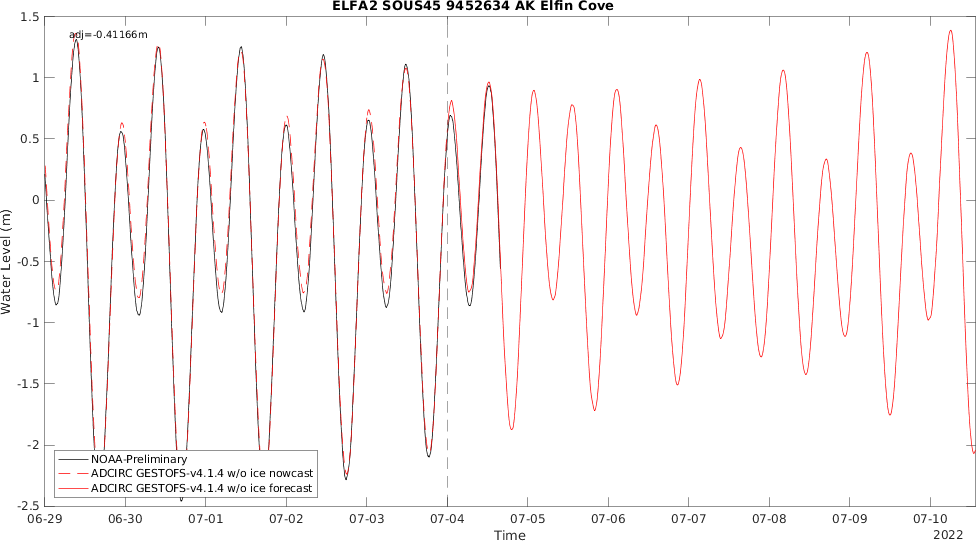 ELFA2 SOUS45 9452634 AK Elfin Cove
adj=-0.41166m
1.5
1
0.5
0
-0.5
-1
-1.5
-2
-2.5
Water Level (m)
NOAA-Preliminary
ADCIRC GESTOFS-v4.1.4 w/o ice nowcast
ADCIRC GESTOFS-v4.1.4 w/o ice forecast
06-29 06-30 07-01 07-02 07-03 07-04 07-05 07-06 07-07 07-08 07-09 07-10
Time
2022